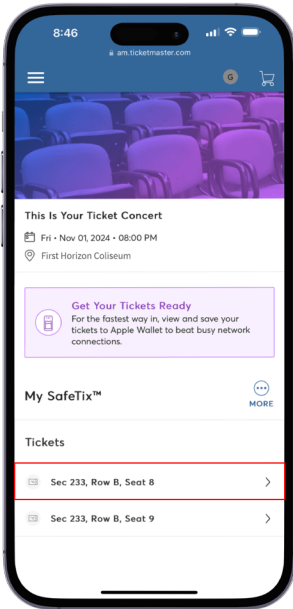 8:46
am.ticketmaster.com
G
This Is Your Ticket Concert
Fri • Nov 01, 2024 • 08:00 PM
First Horizon Coliseum
Get Your Tickets Ready
For the fastest way in, view and save your
tickets to Apple Wallet to beat busy network
connections.
My SafeTix™
MORE
Tickets
Sec 233, Row B, Seat 8
Sec 233, Row B, Seat 9